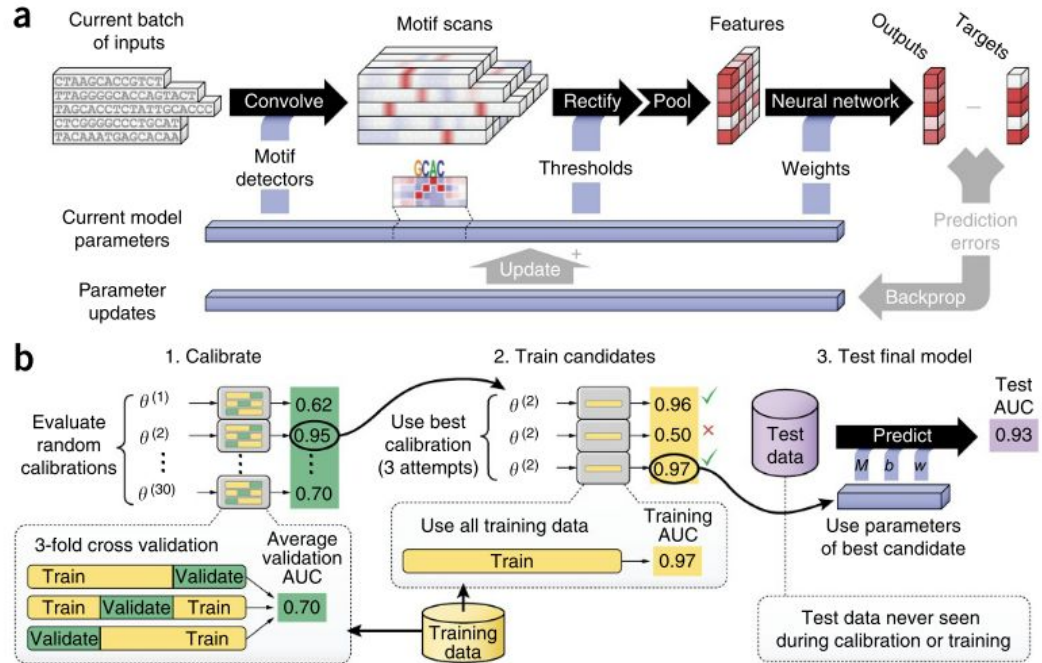 a
Current batch
of inputs
Motif scans
Features
Outputs
Targets
CTAAGCACCGTCT
TTAGGGGCACCAGTACT
TAGCACCTCTATTGCACCC
CTCGGGGCCCTGCAT
TACAAATGAGCACAA
Convolve
Rectify
Pool
Neural network
–
Motif
detectors
GCAC
Thresholds
Weights
Current model
parameters
Prediction
errors
Update
+
Parameter
updates
Backprop
b
1. Calibrate
Evaluate
random
calibrations
θ(1)
0.62
θ(2)
0.95
θ(30)
0.70
3-fold cross validation
Average
validation
AUC
Train Validate
Train Validate Train
Validate Train
0.70
2. Train candidates
Use best
calibration
(3 attempts)
θ(2)
0.96 ✓
θ(2)
0.50 ×
θ(2)
0.97 ✓
Use all training data
Training
AUC
Train
0.97
Training
data
3. Test final model
Test
AUC
0.93
Test
data
Predict
M b w
Use parameters
of best candidate
Test data never seen
during calibration or training